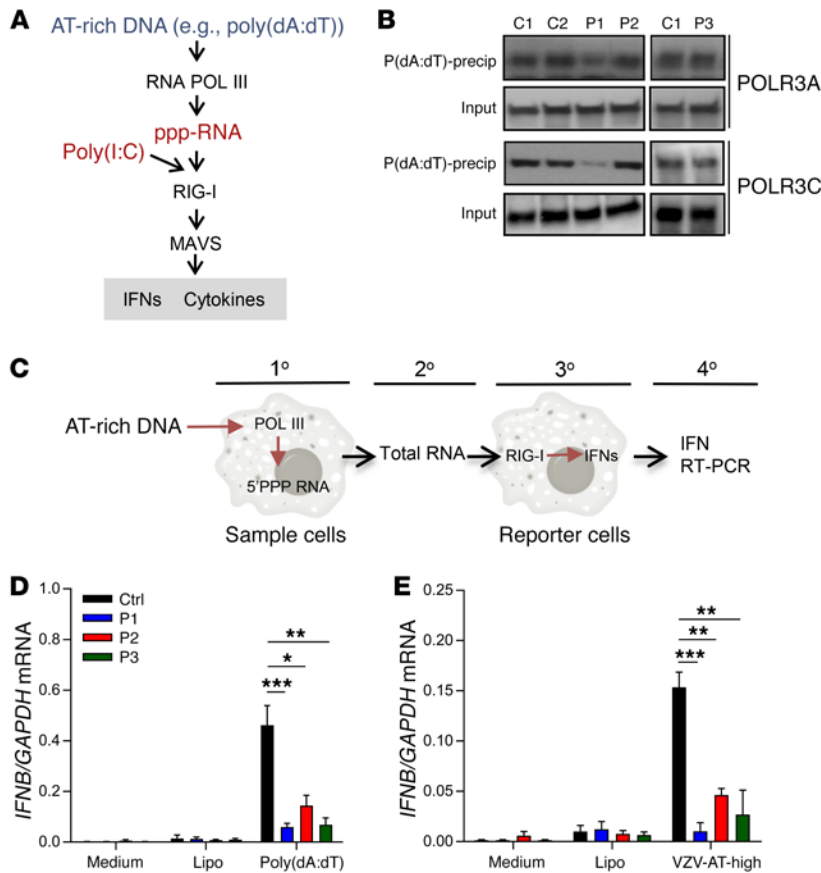 A
AT-rich DNA (e.g., poly(dA:dT))
RNA POL III
ppp-RNA
Poly(I:C)
RIG-I
MAVS
IFNs Cytokines
B
C1 C2 P1 P2 C1 P3
P(dA:dT)-precip
Input
POLR3A
P(dA:dT)-precip
Input
POLR3C
C
1º 2º 3º 4º
AT-rich DNA
POL III
5'PPP RNA
Total RNA
RIG-I IFNs
IFN
RT-PCR
Sample cells
Reporter cells
D
IFNB/GAPDH mRNA
1.0
0.8
0.6
0.4
0.2
0.0
Ctrl
P1
P2
P3
**
*
***
Medium Lipo Poly(dA:dT)
E
IFNB/GAPDH mRNA
0.25
0.20
0.15
0.10
0.05
0.00
**
**
***
Medium Lipo VZV-AT-high